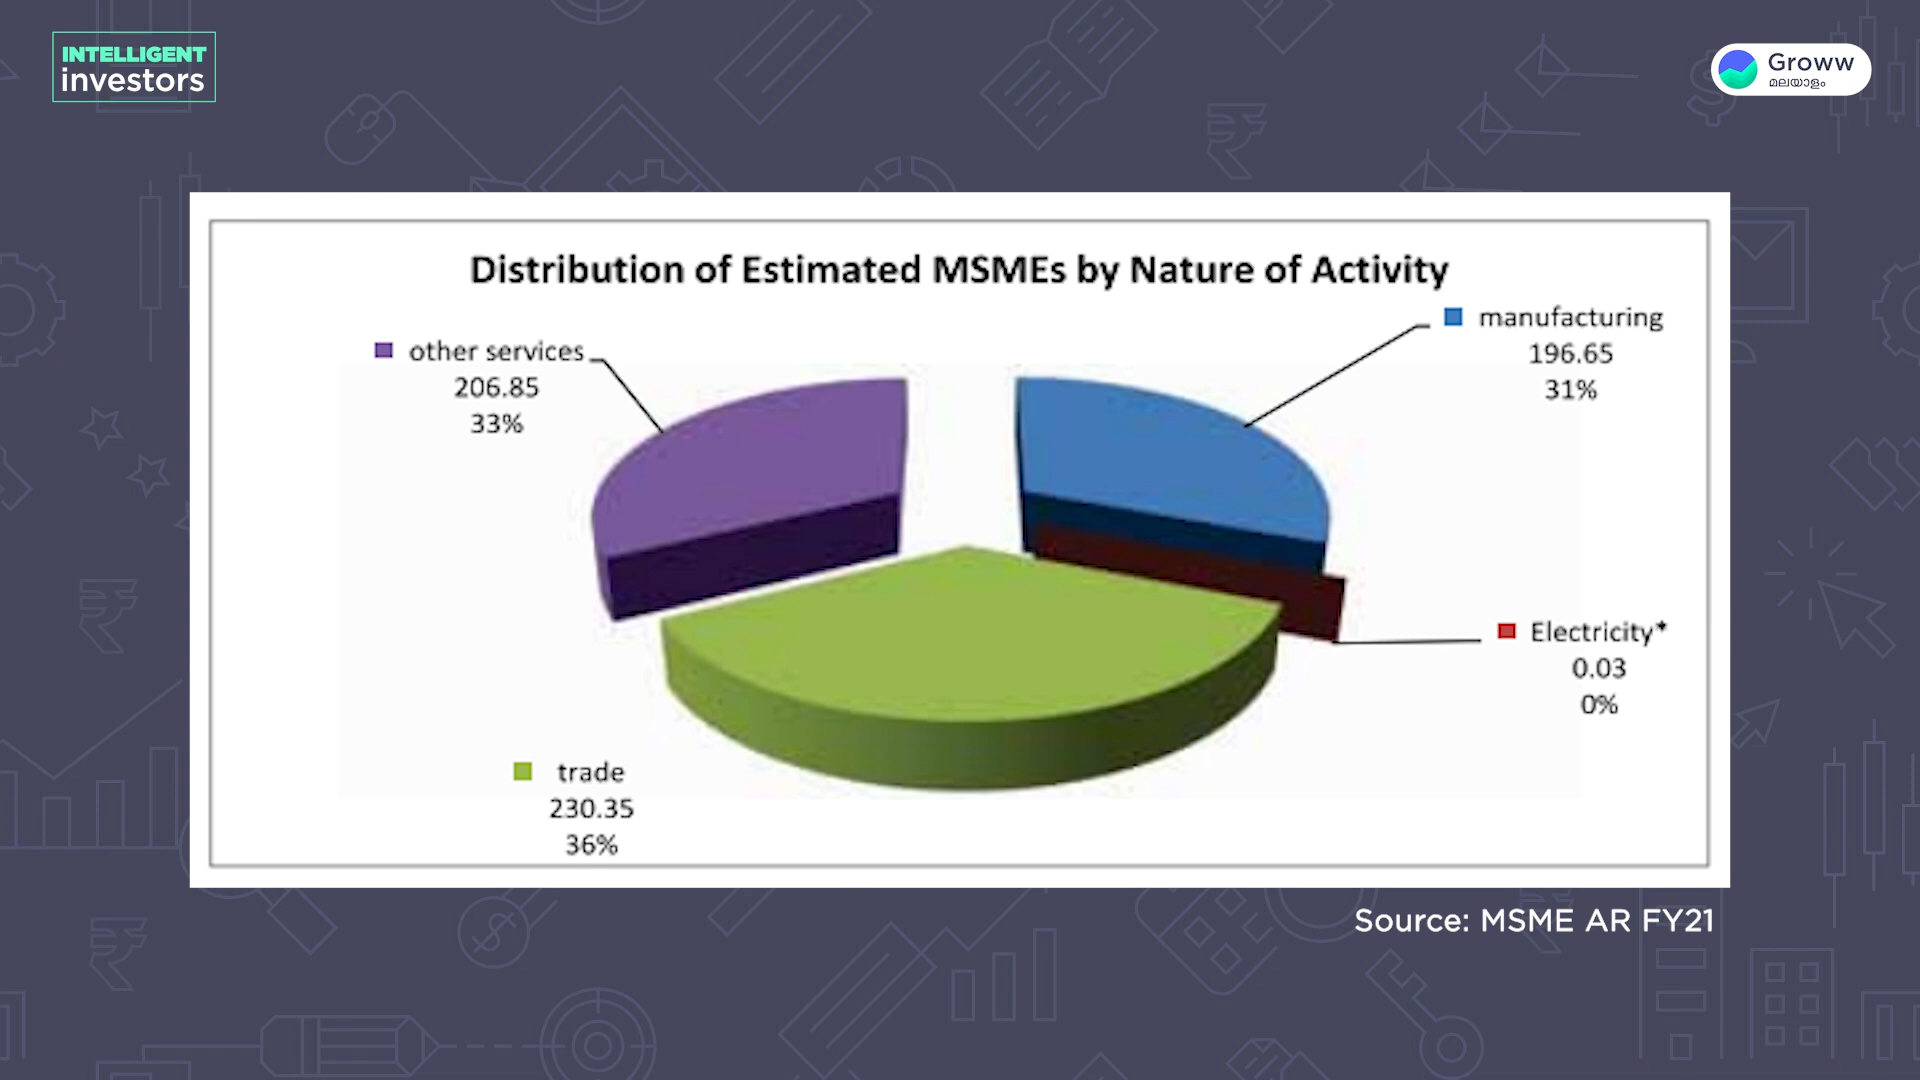 INTELLIGENT
investors
Groww
മലയാളം
Distribution of Estimated MSMEs by Nature of Activity
manufacturing
196.65
31%
other services
206.85
33%
Electricity*
0.03
0%
trade
230.35
36%
Source: MSME AR FY21